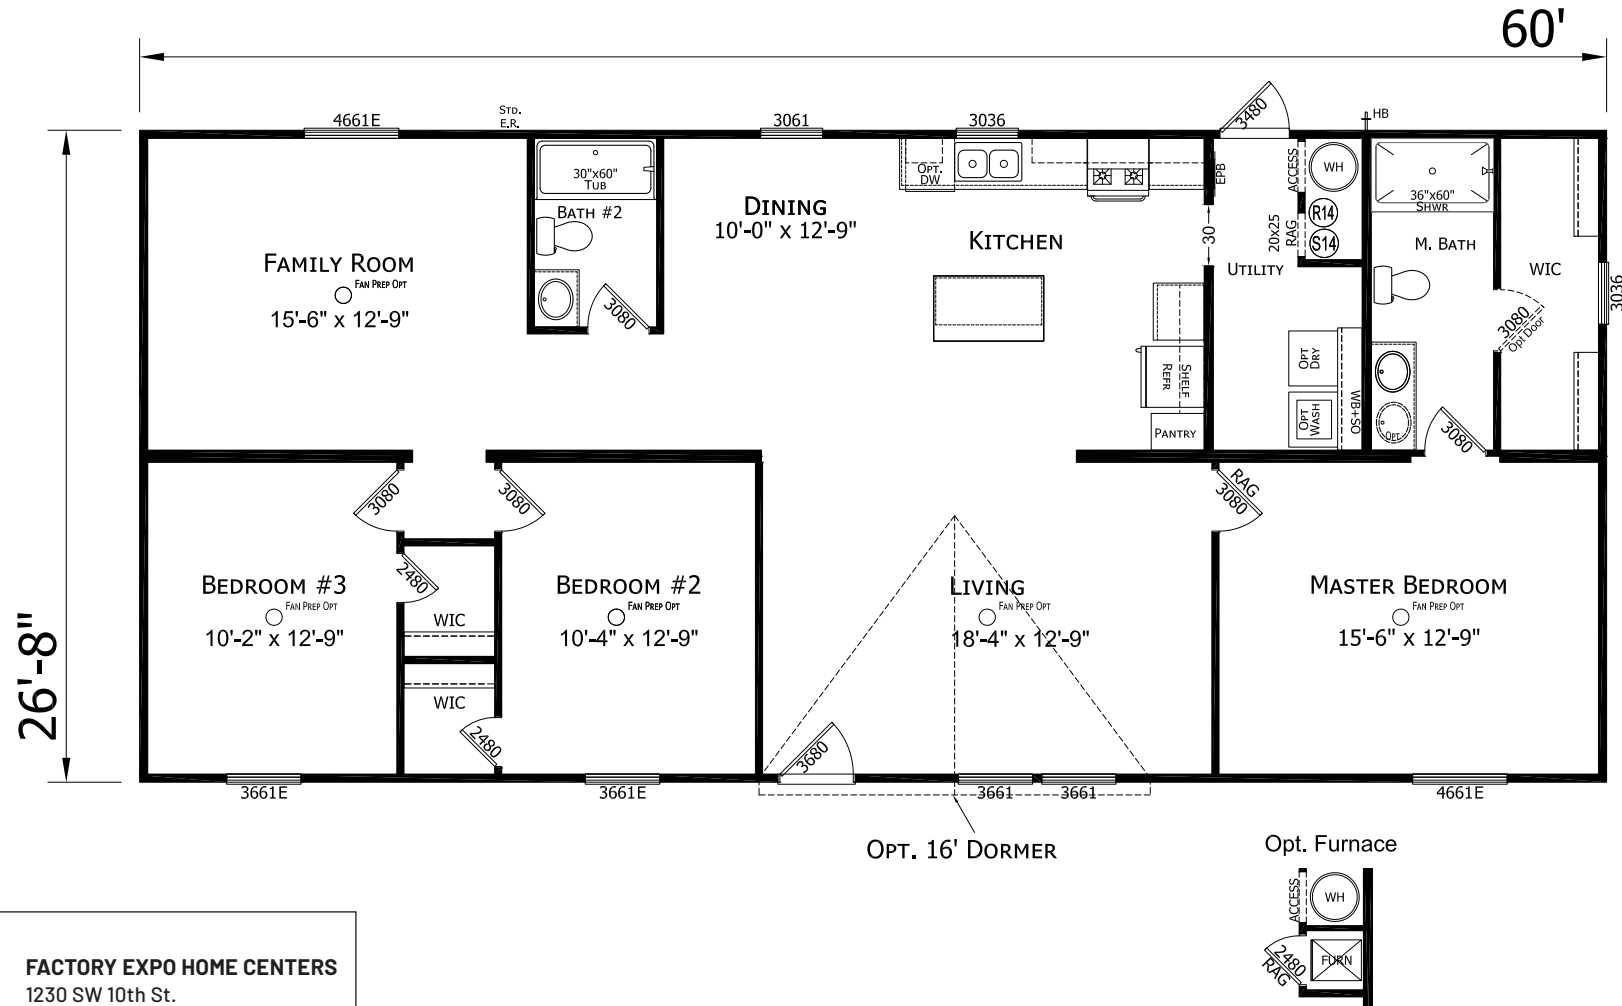 60'
26'-8"
4661E
STD.
E.R.
3061
3036
3480
HB
30"x60"
TUB
BATH #2
3080
FAMILY ROOM
FAN PREP OPT
15'-6" x 12'-9"
DINING
10'-0" x 12'-9"
OPT.
DW
KITCHEN
EPB
30
ACCESS
WH
R14
S14
20x25
RAG
UTILITY
36"x60"
SHWR
M. BATH
WIC
3036
3080
Opt Door
SHELF
REFR
PANTRY
OPT
DRY
OPT
WASH
WB+SO
OPT
3080
3080
3080
RAG
3080
BEDROOM #3
FAN PREP OPT
10'-2" x 12'-9"
2480
WIC
WIC
2480
BEDROOM #2
FAN PREP OPT
10'-4" x 12'-9"
LIVING
FAN PREP OPT
18'-4" x 12'-9"
MASTER BEDROOM
FAN PREP OPT
15'-6" x 12'-9"
3680
3661E
3661E
3661
3661
4661E
OPT. 16' DORMER
Opt. Furnace
ACCESS
WH
2480
RAG
FURN
FACTORY EXPO HOME CENTERS
1230 SW 10th St.